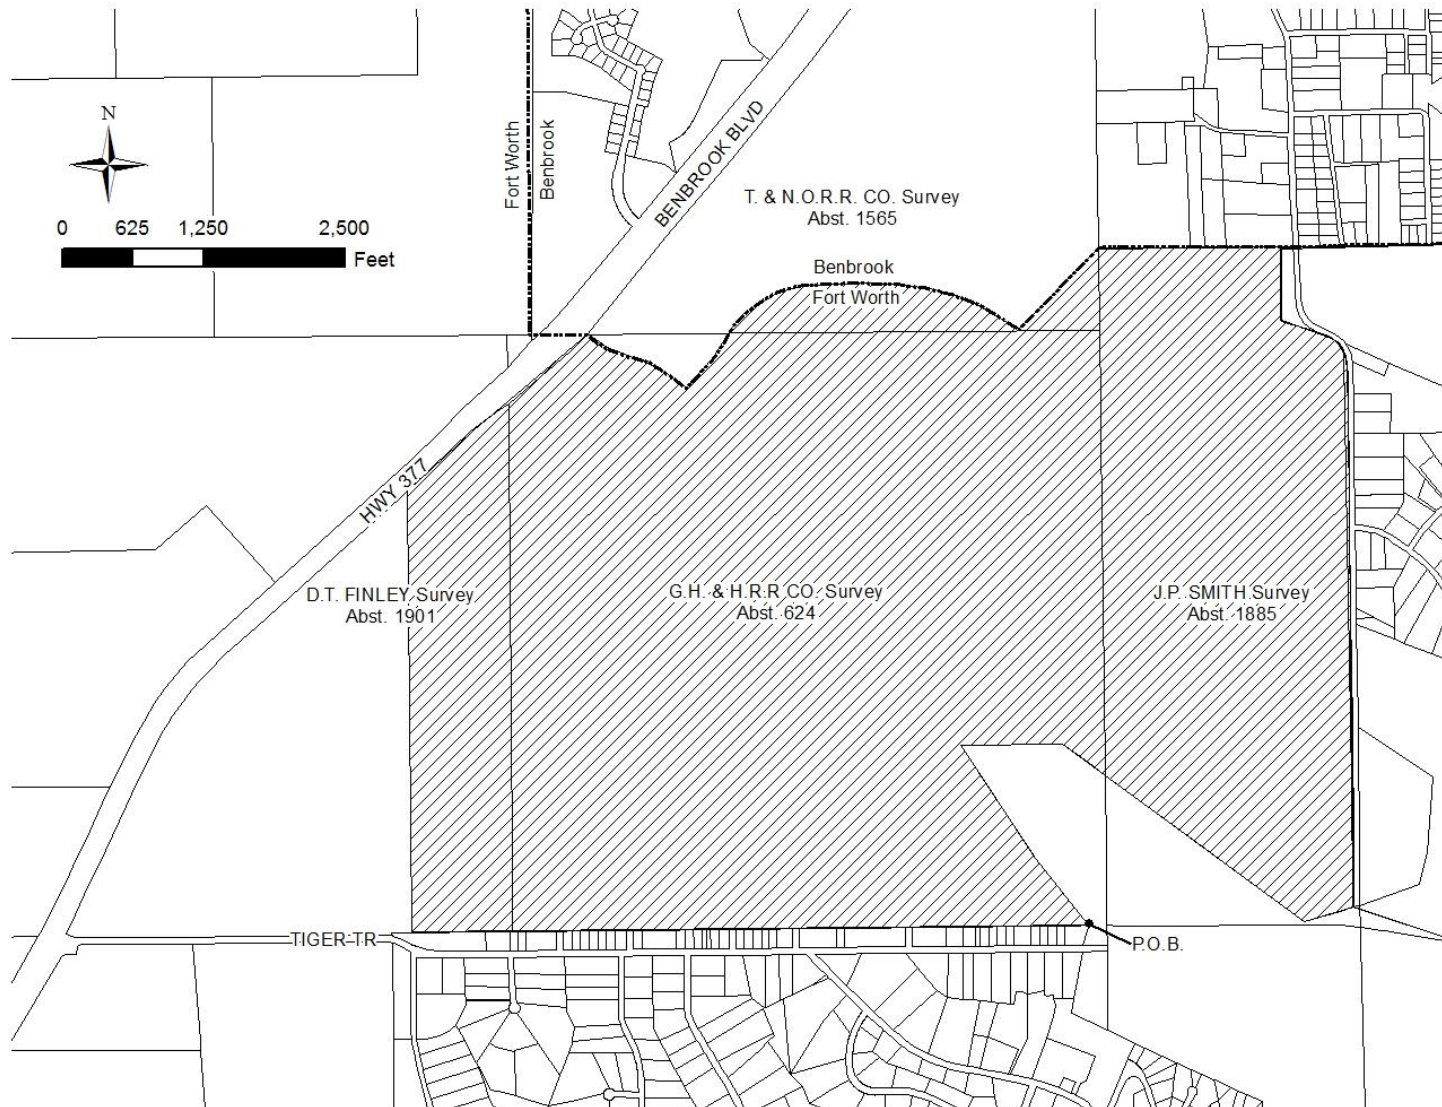 N
0 625 1,250 2,500
Feet
Fort Worth
Benbrook
BENBROOK BLVD
T. & N.O.R.R. CO. Survey
Abst. 1565
Benbrook
Fort Worth
HWY 377
D.T. FINLEY Survey
Abst. 1901
G.H. & H.R.R CO. Survey
Abst. 624
J.P. SMITH Survey
Abst. 1885
TIGER TR
P.O.B.